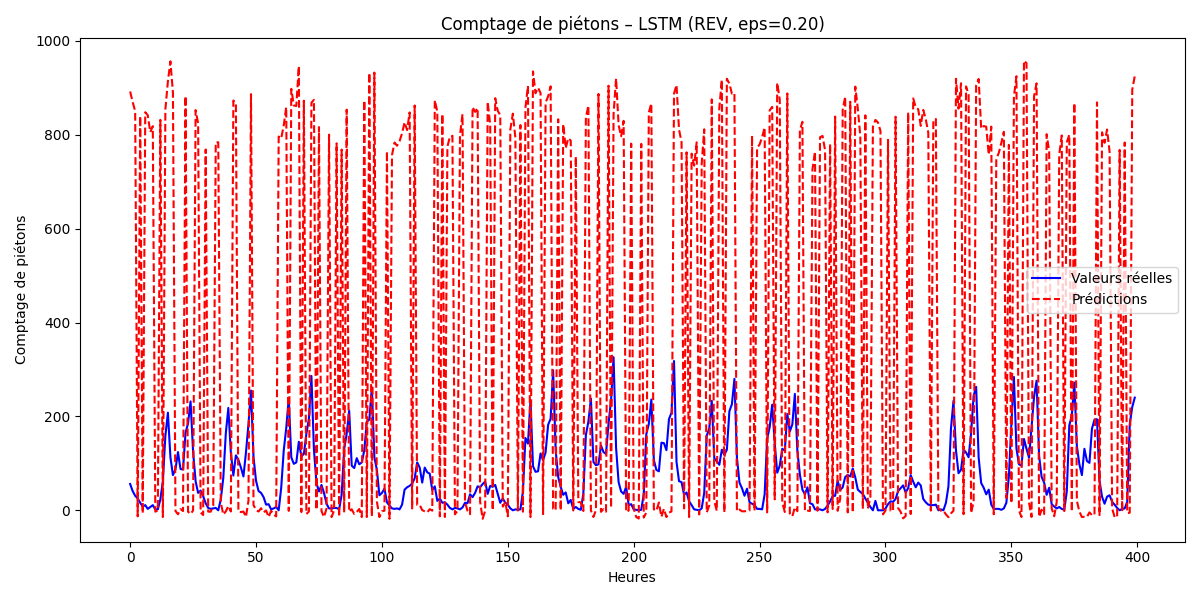 Comptage de piétons – LSTM (REV, eps=0.20)
Comptage de piétons
1000
800
600
400
200
0
Valeurs réelles
Prédictions
0 50 100 150 200 250 300 350 400
Heures